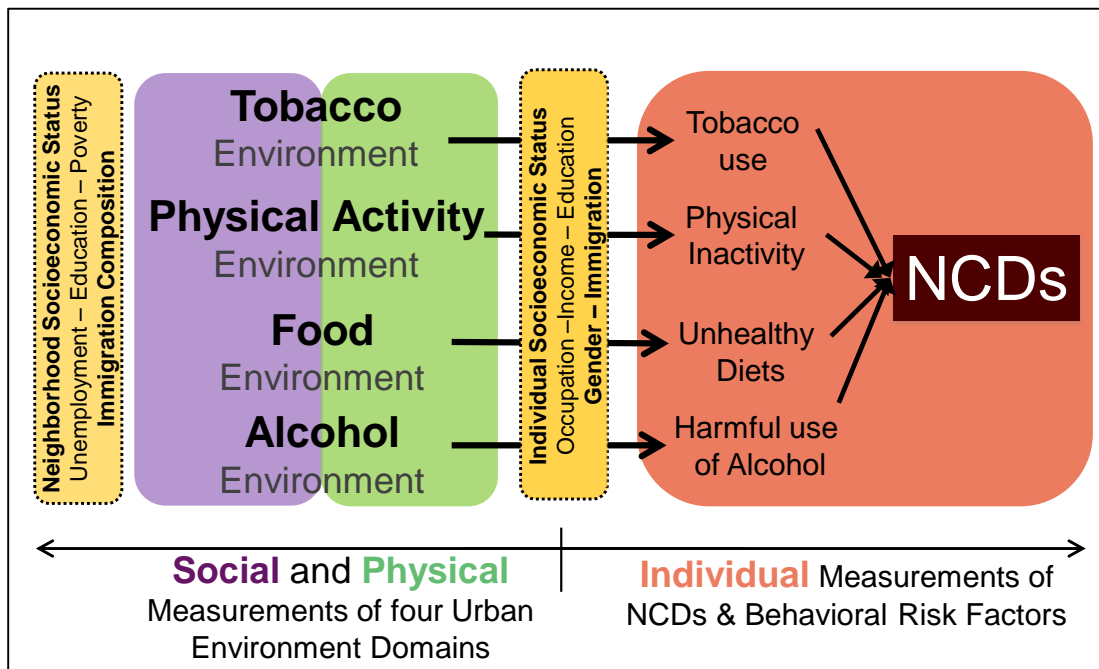 Neighborhood Socioeconomic Status
Unemployment – Education – Poverty
Immigration Composition
Tobacco
Environment
Physical Activity
Environment
Food
Environment
Alcohol
Environment
Individual Socioeconomic Status
Occupation –Income – Education
Gender – Immigration
Tobacco
use
Physical
Inactivity
Unhealthy
Diets
Harmful use
of Alcohol
NCDs
Social and Physical
Measurements of four Urban
Environment Domains
Individual Measurements of
NCDs & Behavioral Risk Factors